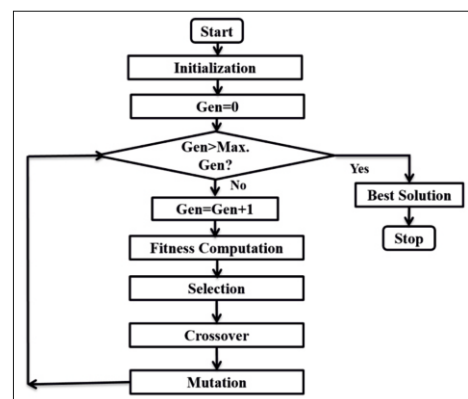 Start
Initialization
Gen=0
Gen>Max.
Gen?
Yes
No
Best Solution
Gen=Gen+1
Stop
Fitness Computation
Selection
Crossover
Mutation